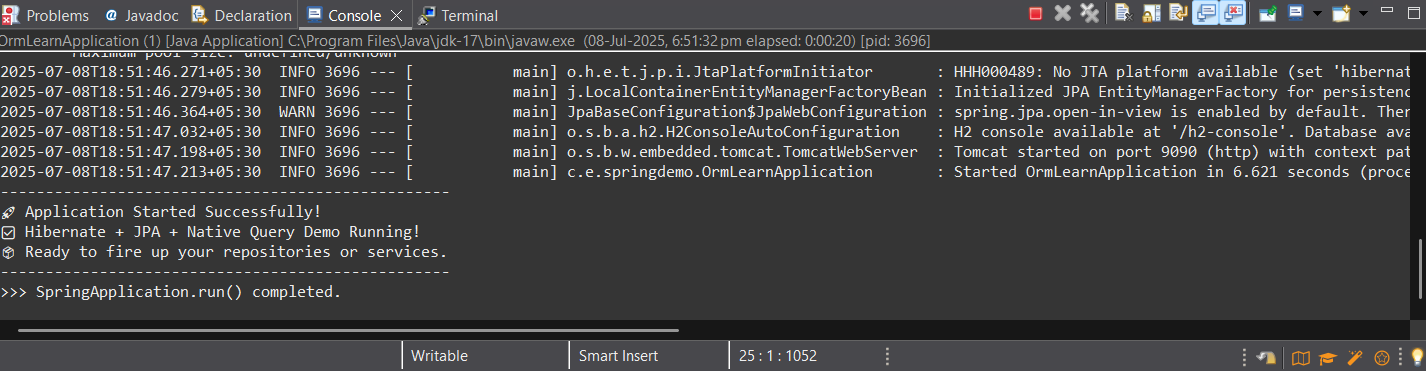 Problems @ Javadoc Declaration Console Terminal
OrmLearnApplication (1) [Java Application] C:\Program Files\Java\jdk-17\bin\javaw.exe (08-Jul-2025, 6:51:32 pm elapsed: 0:00:20) [pid: 3696]
Maximum pool size: undefined/unknown
2025-07-08T18:51:46.271+05:30  INFO 3696 --- [           main] o.h.e.t.j.p.i.JtaPlatformInitiator       : HHH000489: No JTA platform available (set 'hibernat
2025-07-08T18:51:46.279+05:30  INFO 3696 --- [           main] j.LocalContainerEntityManagerFactoryBean : Initialized JPA EntityManagerFactory for persistenc
2025-07-08T18:51:46.364+05:30  WARN 3696 --- [           main] JpaBaseConfiguration$JpaWebConfiguration : spring.jpa.open-in-view is enabled by default. Ther
2025-07-08T18:51:47.032+05:30  INFO 3696 --- [           main] o.s.b.a.h2.H2ConsoleAutoConfiguration    : H2 console available at '/h2-console'. Database ava
2025-07-08T18:51:47.198+05:30  INFO 3696 --- [           main] o.s.b.w.embedded.tomcat.TomcatWebServer  : Tomcat started on port 9090 (http) with context pat
2025-07-08T18:51:47.213+05:30  INFO 3696 --- [           main] c.e.springdemo.OrmLearnApplication       : Started OrmLearnApplication in 6.621 seconds (proce
--------------------------------------------------
🚀 Application Started Successfully!
✅ Hibernate + JPA + Native Query Demo Running!
📦 Ready to fire up your repositories or services.
--------------------------------------------------
>>> SpringApplication.run() completed.
Writable Smart Insert 25 : 1 : 1052